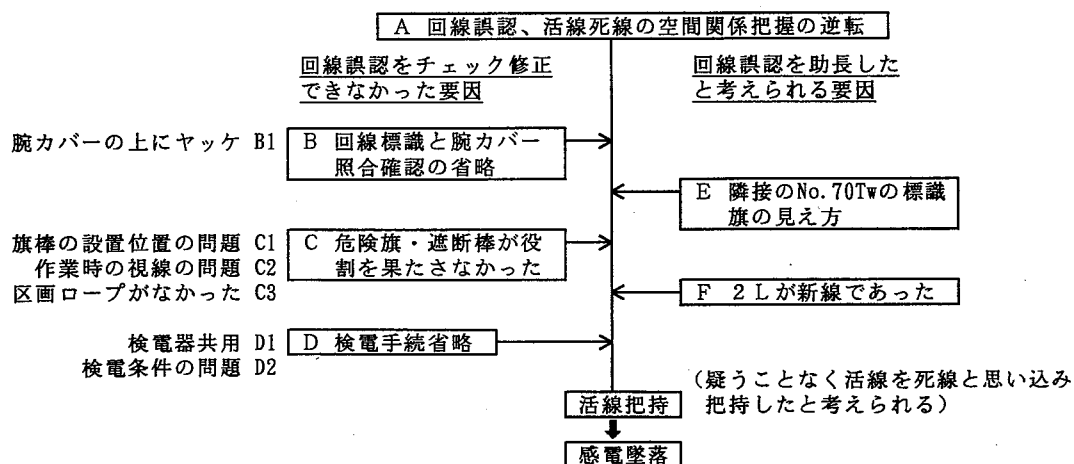 A 回線誤認、活線死線の空間関係把握の逆転
回線誤認をチェック修正
できなかった要因
回線誤認を助長した
と考えられる要因
腕カバーの上にヤッケ B1
B 回線標識と腕カバー
照合確認の省略
E 隣接のNo.70Twの標識
旗の見え方
旗棒の設置位置の問題 C1
作業時の視線の問題 C2
区画ロープがなかった C3
C 危険旗・遮断棒が役
割を果たさなかった
F 2Lが新線であった
検電器共用 D1
検電条件の問題 D2
D 検電手続省略
(疑うことなく活線を死線と思い込み
把持したと考えられる)
活線把持
感電墜落